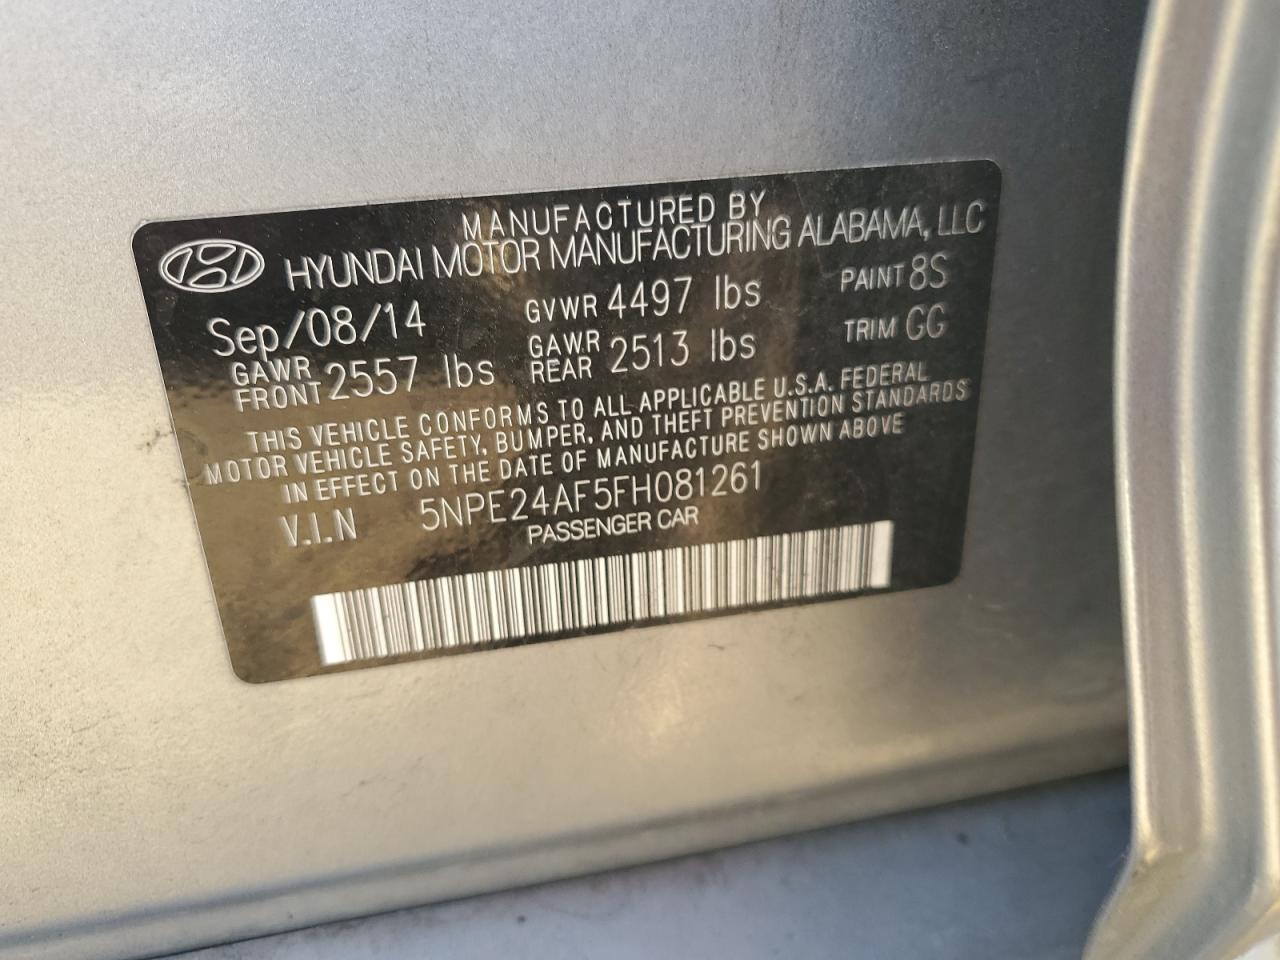 MANUFACTURED BY
HYUNDAI MOTOR MANUFACTURING ALABAMA, LLC
Sep/08/14 GVWR 4497 lbs PAINT 8S
GAWR FRONT 2557 lbs GAWR REAR 2513 lbs TRIM GG
THIS VEHICLE CONFORMS TO ALL APPLICABLE U.S.A. FEDERAL
MOTOR VEHICLE SAFETY, BUMPER, AND THEFT PREVENTION STANDARDS
IN EFFECT ON THE DATE OF MANUFACTURE SHOWN ABOVE
V.I.N 5NPE24AF5FH081261
PASSENGER CAR